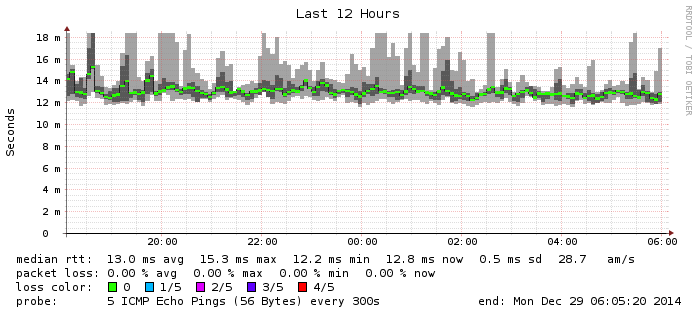 Last 12 Hours
RRDTOOL / TOBI OETIKER
Seconds
18 m
16 m
14 m
12 m
10 m
8 m
6 m
4 m
2 m
0
20:00 22:00 00:00 02:00 04:00 06:00
median rtt: 13.0 ms avg 15.3 ms max 12.2 ms min 12.8 ms now 0.5 ms sd 28.7 am/s
packet loss: 0.00 % avg 0.00 % max 0.00 % min 0.00 % now
loss color: 0 1/5 2/5 3/5 4/5
probe: 5 ICMP Echo Pings (56 Bytes) every 300s end: Mon Dec 29 06:05:20 2014